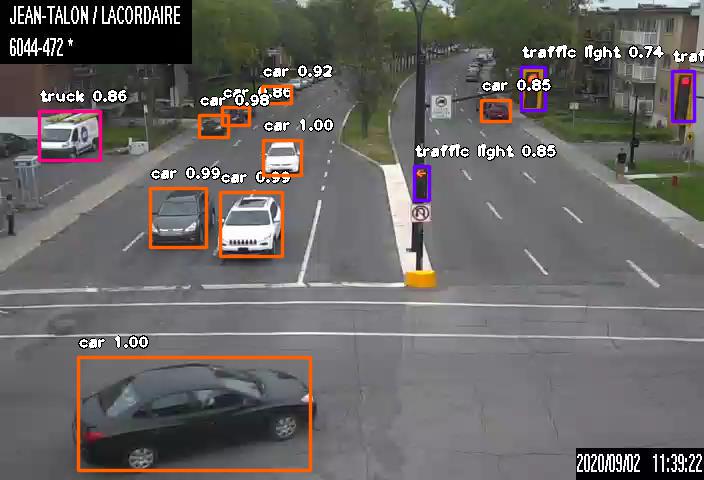 JEAN-TALON / LACORDAIRE
6044-472 *
traffic light 0.74
traf
car 0.92
car 0.85
truck 0.86
car 0.98
car 1.00
traffic light 0.85
car 0.99
car 0.99
car 1.00
2020/09/02 11:39:22